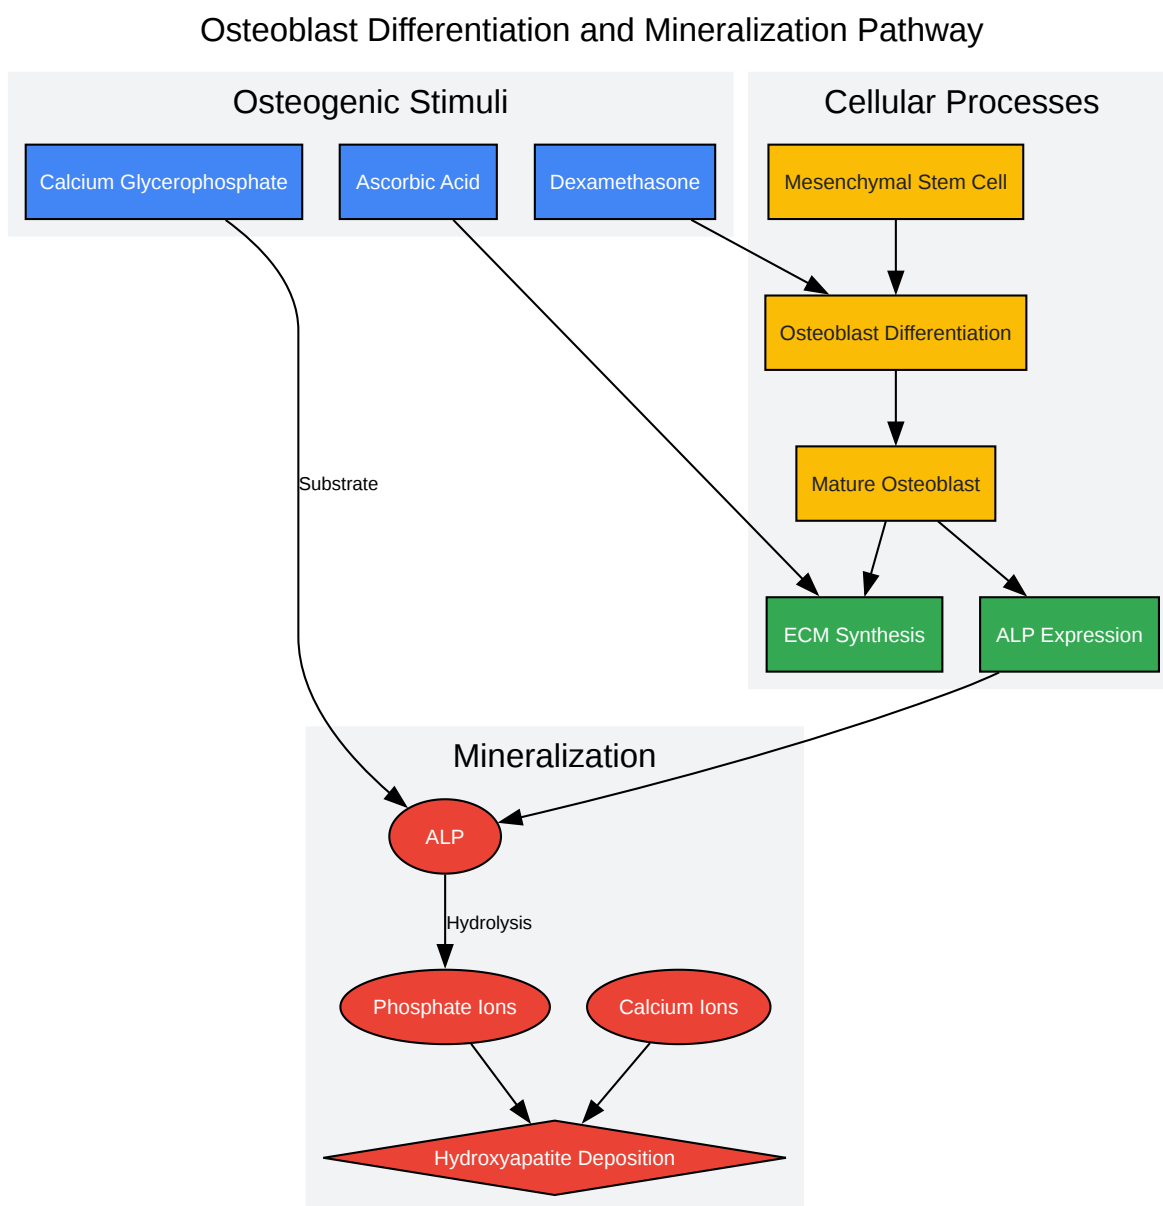 Osteoblast Differentiation and Mineralization Pathway
Osteogenic Stimuli
Cellular Processes
Calcium Glycerophosphate
Ascorbic Acid
Dexamethasone
Mesenchymal Stem Cell
Osteoblast Differentiation
Substrate
Mature Osteoblast
ECM Synthesis
ALP Expression
Mineralization
ALP
Hydrolysis
Phosphate Ions
Calcium Ions
Hydroxyapatite Deposition